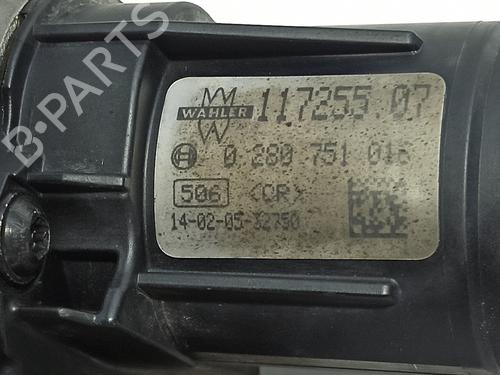 WAHLER 117255.07
0 280 751 016
506 <CR>
14-02-05-32750
B-PARTS